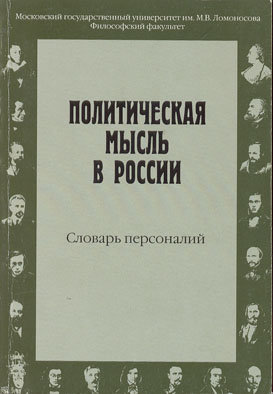 Московский государственный университет им. М.В. Ломоносова
Философский факультет
ПОЛИТИЧЕСКАЯ
МЫСЛЬ
В РОССИИ
Словарь персоналий